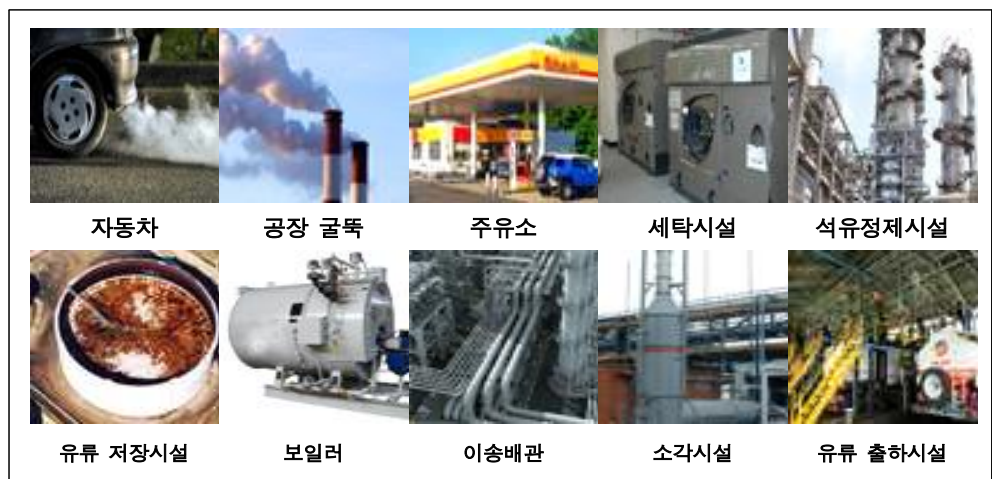 자동차
공장 굴뚝
주유소
세탁시설
석유정제시설
유류 저장시설
보일러
이송배관
소각시설
유류 출하시설